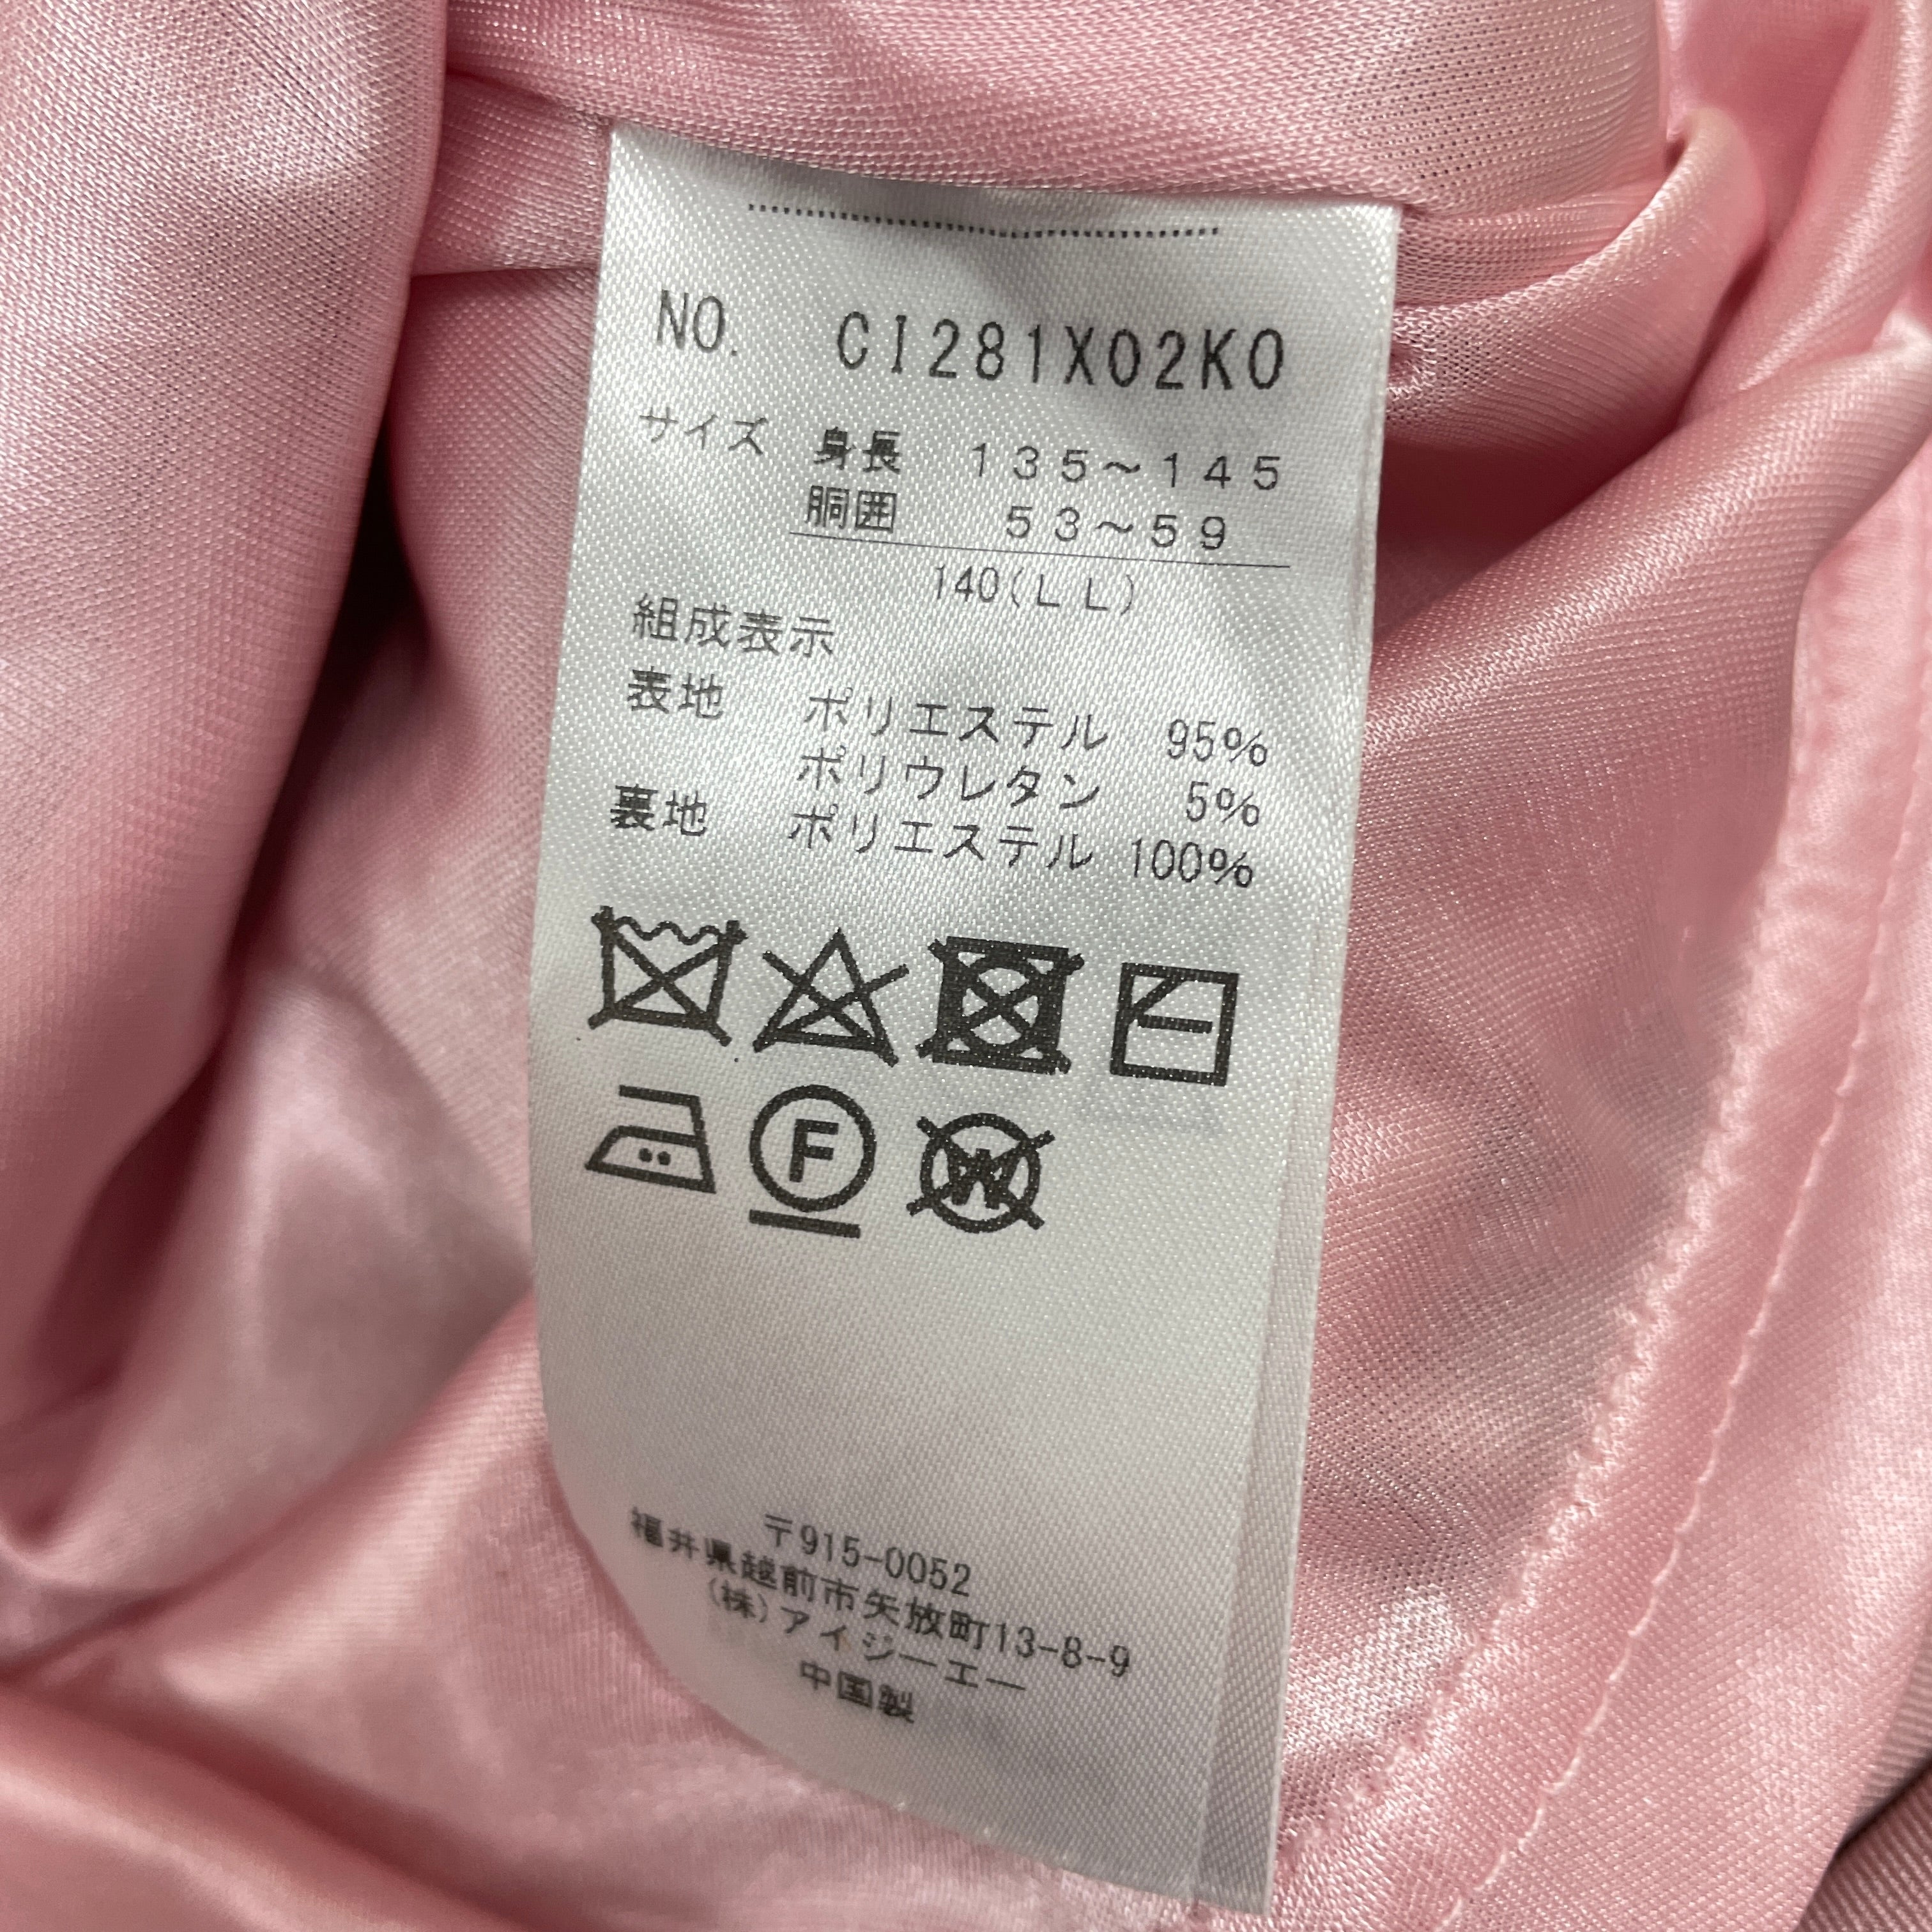 NO. CI281X02K0
サイズ 身長 135～145
胴囲 53～59
140(LL)
組成表示
表地 ポリエステル 95%
ポリウレタン 5%
裏地 ポリエステル 100%
F
W
〒915-0052
福井県越前市矢放町13-8-9
(株)アイジーエー
中国製